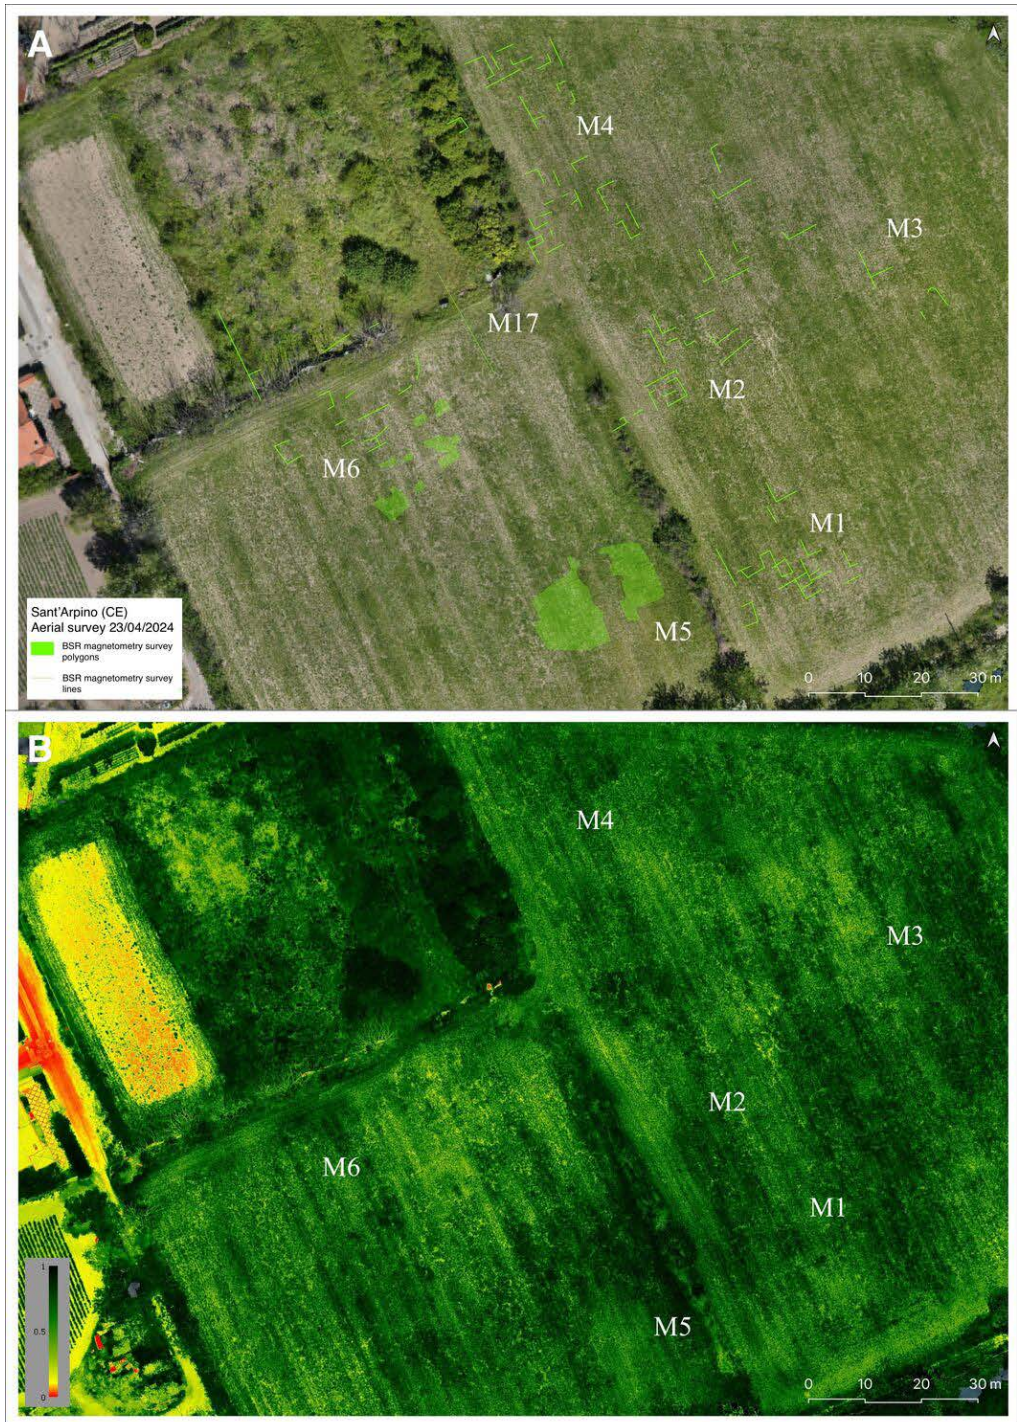 A
M4
M3
M17
M2
M6
M1
M5
Sant'Arpino (CE)
Aerial survey 23/04/2024
BSR magnetometry survey
polygons
BSR magnetometry survey
lines
0 10 20 30 m
B
M4
M3
M2
M6
M1
M5
1
0.5
0
0 10 20 30 m